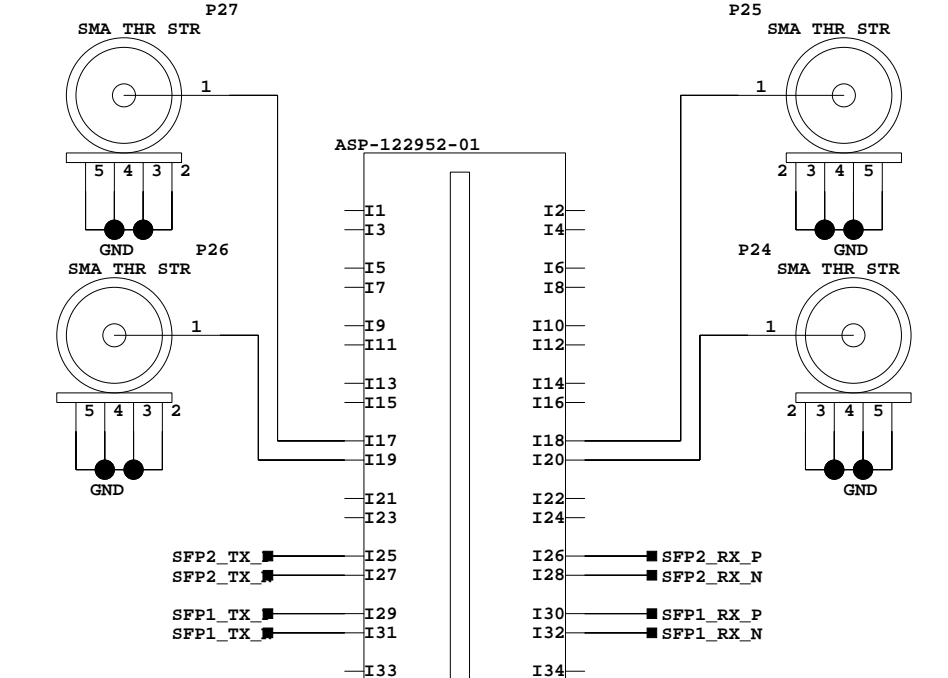 P27
P25
SMA THR STR
SMA THR STR
1
1
ASP-122952-01
5 4 3 2
2 3 4 5
I1 I2
I3 I4
GND
GND
P26
P24
SMA THR STR
SMA THR STR
I5 I6
I7 I8
1
1
I9 I10
I11 I12
I13 I14
I15 I16
5 4 3 2
2 3 4 5
I17 I18
I19 I20
GND
GND
I21 I22
I23 I24
SFP2_TX_ I25 I26 SFP2_RX_P
SFP2_TX_ I27 I28 SFP2_RX_N
SFP1_TX_ I29 I30 SFP1_RX_P
SFP1_TX_ I31 I32 SFP1_RX_N
I33 I34